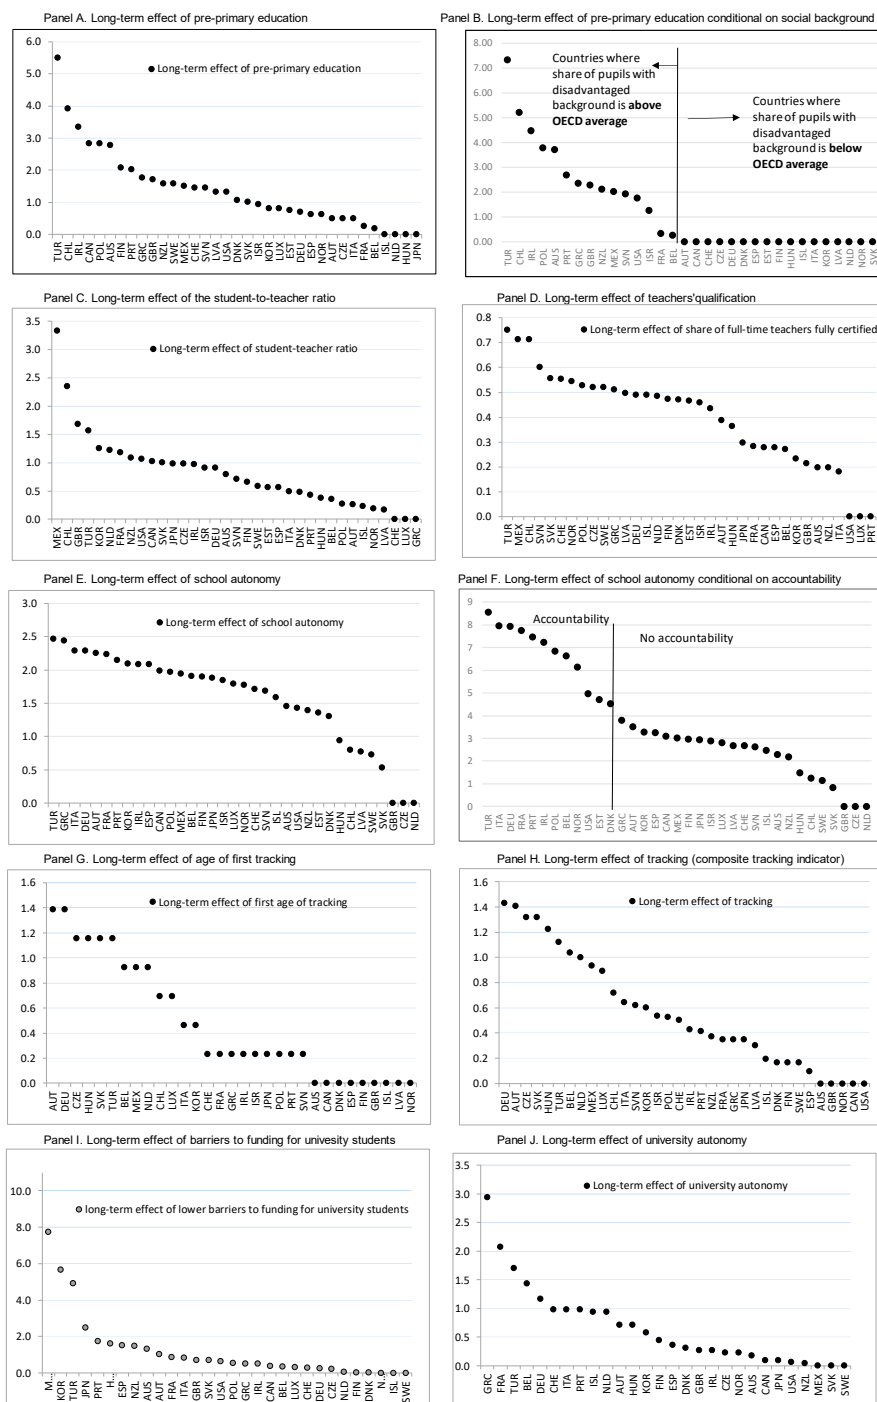 Panel A. Long-term effect of pre-primary education
6.0
5.0
4.0
3.0
2.0
1.0
0.0
Long-term effect of pre-primary education
TUR CHL IRL CAN POL AUS FIN PRT GRC GBR NZL SWE MEX CHE SVN LVA USA DNK SVK ISR KOR LUX EST DEU ESP NOR AUT CZE ITA FRA BEL ISL NLD HUN JPN
Panel B. Long-term effect of pre-primary education conditional on social background
8.00
7.00
6.00
5.00
4.00
3.00
2.00
1.00
0.00
Countries where
share of pupils with
disadvantaged
background is above
OECD average
Countries where
share of pupils with
disadvantaged
background is below
OECD average
TUR CHL IRL POL AUS PRT GRC GBR NZL MEX SVN USA ISR FRA BEL AUT CAN CHE CZE DEU DNK ESP EST FIN HUN ISL ITA KOR LVA NLD NOR SVK
Panel C. Long-term effect of the student-to-teacher ratio
3.5
3.0
2.5
2.0
1.5
1.0
0.5
0.0
Long-term effect of student-teacher ratio
MEX CHL GBR TUR KOR NLD FRA NZL USA CAN SVK JPN CZE IRL ISR DEU AUS SVN FIN SWE EST ESP ITA DNK PRT HUN BEL POL AUT ISL NOR LVA CHE LUX GRC
Panel D. Long-term effect of teachers'qualification
0.8
0.7
0.6
0.5
0.4
0.3
0.2
0.1
0.0
Long-term effect of share of full-time teachers fully certified
TUR MEX CHL SVN SVK CHE NOR POL CZE SWE GRC LVA DEU ISL NLD FIN DNK EST ISR IRL AUT HUN JPN FRA CAN ESP BEL KOR GBR AUS NZL ITA USA LUX PRT
Panel E. Long-term effect of school autonomy
3.0
2.5
2.0
1.5
1.0
0.5
0.0
Long-term effect of school autonomy
TUR GRC ITA DEU AUT FRA PRT KOR IRL ESP CAN POL MEX BEL FIN JPN ISR LUX NOR CHE SVN ISL AUS USA NZL EST DNK HUN CHL LVA SWE SVK GBR CZE NLD
Panel F. Long-term effect of school autonomy conditional on accountability
9
8
7
6
5
4
3
2
1
0
Accountability
No accountability
TUR ITA DEU FRA PRT IRL POL BEL NOR USA EST DNK GRC AUT KOR ESP CAN MEX FIN JPN ISR LUX LVA CHE SVN ISL AUS NZL HUN CHL SWE SVK GBR CZE NLD
Panel G. Long-term effect of age of first tracking
1.6
1.4
1.2
1.0
0.8
0.6
0.4
0.2
0.0
Long-term effect of first age of tracking
AUT DEU CZE HUN SVK TUR BEL MEX NLD CHL LUX ITA KOR CHE FRA GRC IRL ISR JPN POL PRT SVN AUS CAN DNK ESP FIN GBR ISL LVA NOR
Panel H. Long-term effect of tracking (composite tracking indicator)
1.6
1.4
1.2
1.0
0.8
0.6
0.4
0.2
0.0
Long-term effect of tracking
DEU AUT CZE SVK HUN TUR BEL NLD MEX LUX CHL ITA SVN KOR ISR POL CHE IRL PRT NZL FRA GRC JPN LVA ISL DNK FIN SWE ESP AUS GBR NOR CAN USA
Panel I. Long-term effect of barriers to funding for univesity students
10.0
8.0
6.0
4.0
2.0
0.0
long-term effect of lower barriers to funding for university students
M... KOR TUR JPN PRT H... ESP NZL AUS AUT FRA ITA GBR SVK USA POL GRC IRL CAN BEL LUX CHE DEU CZE NLD FIN DNK N... ISL SWE
Panel J. Long-term effect of university autonomy
3.5
3.0
2.5
2.0
1.5
1.0
0.5
0.0
Long-term effect of university autonomy
GRC FRA TUR BEL DEU CHE ITA PRT ISL NLD AUT HUN KOR FIN ESP DNK GBR IRL CZE NOR AUS CAN JPN USA NZL MEX SVK SWE